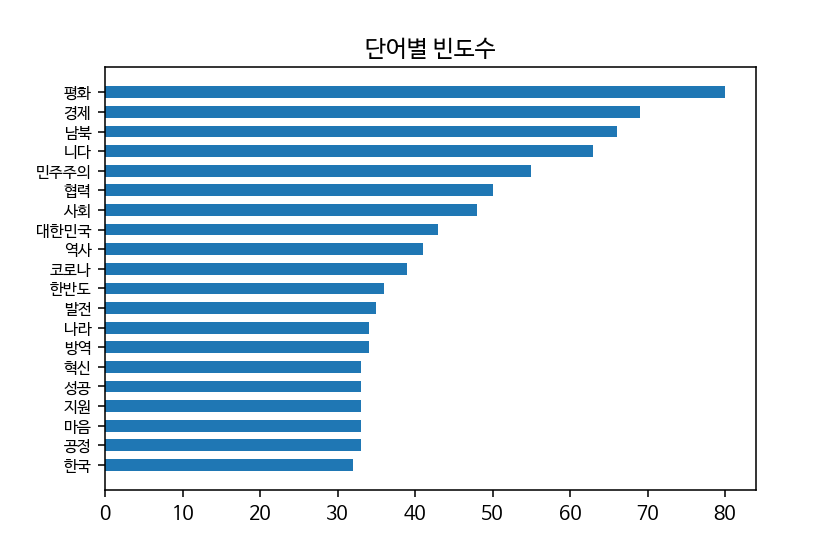 단어별 빈도수
평화
경제
남북
니다
민주주의
협력
사회
대한민국
역사
코로나
한반도
발전
나라
방역
혁신
성공
지원
마음
공정
한국
0 10 20 30 40 50 60 70 80